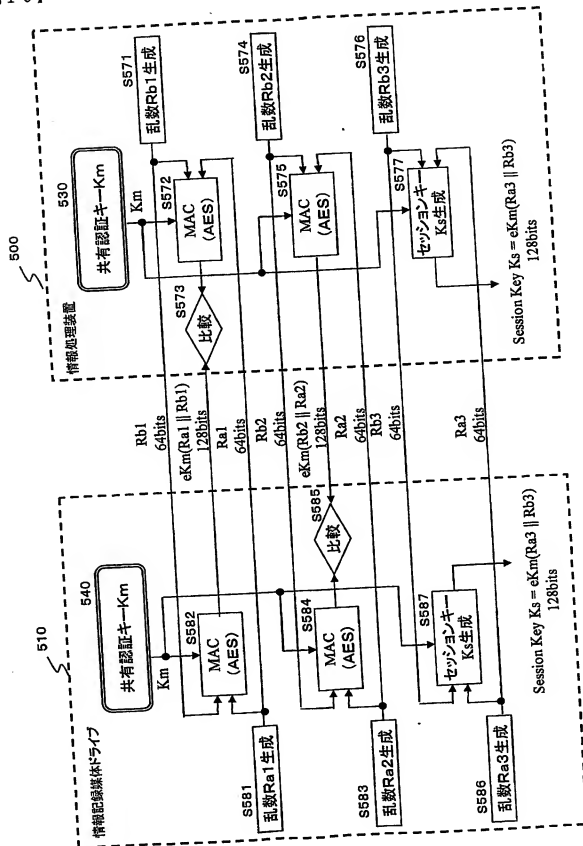 500
情報処理装置
530
共有認証キーKm
Km
S571
乱数Rb1生成
S572
MAC
(AES)
S573
比較
S574
乱数Rb2生成
S575
MAC
(AES)
S576
乱数Rb3生成
S577
セッションキー
Ks生成
Session Key Ks = eKm(Ra3 || Rb3)
128bits
Rb1
64bits
eKm(Ra1 || Rb1)
128bits
Ra1
64bits
Rb2
64bits
eKm(Rb2 || Ra2)
128bits
Ra2
64bits
Rb3
64bits
Ra3
64bits
510
情報記録媒体ドライブ
540
共有認証キーKm
Km
S581
乱数Ra1生成
S582
MAC
(AES)
S583
乱数Ra2生成
S584
MAC
(AES)
S585
比較
S586
乱数Ra3生成
S587
セッションキー
Ks生成
Session Key Ks = eKm(Ra3 || Rb3)
128bits